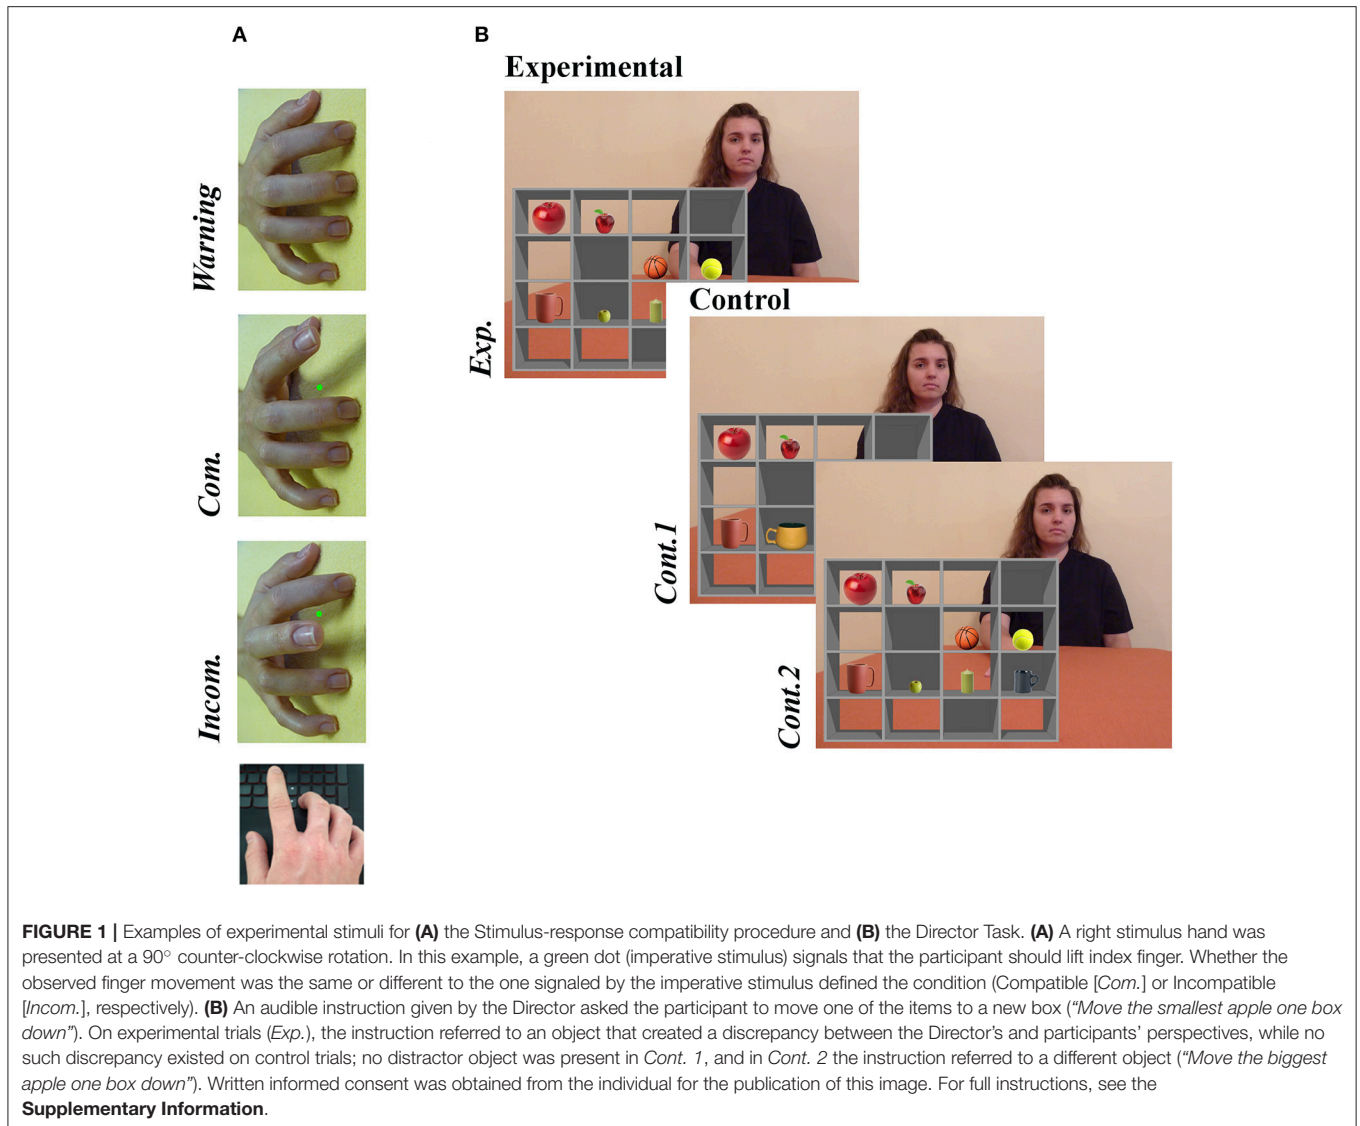 A
B
Experimental
Warning
Exp.
Control
Com.
Cont.1
Incom.
Cont.2
FIGURE 1 | Examples of experimental stimuli for (A) the Stimulus-response compatibility procedure and (B) the Director Task. (A) A right stimulus hand was
presented at a 90° counter-clockwise rotation. In this example, a green dot (imperative stimulus) signals that the participant should lift index finger. Whether the
observed finger movement was the same or different to the one signaled by the imperative stimulus defined the condition (Compatible [Com.] or Incompatible
[Incom.], respectively). (B) An audible instruction given by the Director asked the participant to move one of the items to a new box (“Move the smallest apple one box
down”). On experimental trials (Exp.), the instruction referred to an object that created a discrepancy between the Director’s and participants’ perspectives, while no
such discrepancy existed on control trials; no distractor object was present in Cont. 1, and in Cont. 2 the instruction referred to a different object (“Move the biggest
apple one box down”). Written informed consent was obtained from the individual for the publication of this image. For full instructions, see the
Supplementary Information.